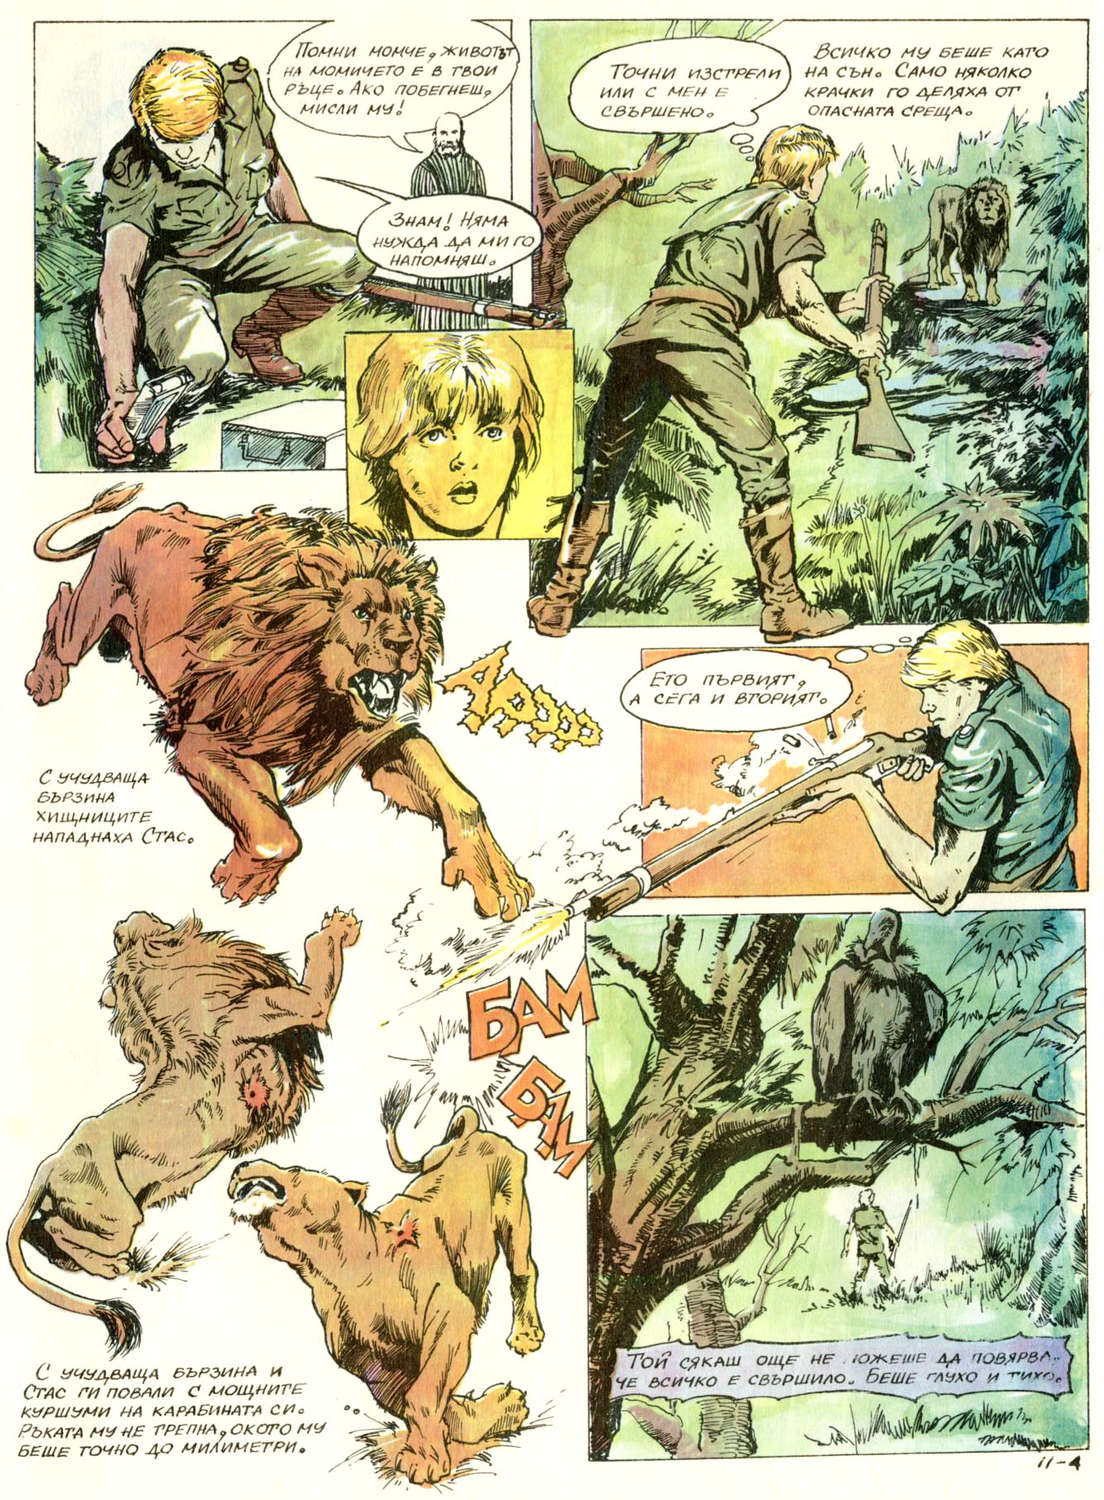 Помни момче, животът
на момичето е в твои
ръце. Ако побегнеш,
мисли му!
Знам! Няма
нужда да ми го
напомняш.
Точни изстрели
или с мен е
свършено.
Всичко му беше като
на сън. Само няколко
крачки го деляха от
опасната среща.
Арррр
С учудваща
бързина
хищниците
нападнаха Стас.
Ето първият,
а сега и вторият.
БАМ
БАМ
С учудваща бързина и
Стас ги повали с мощните
куршуми на карабината си.
Ръката му не трепна, окото му
беше точно до милиметри.
Той сякаш още не можеше да повярва,
че всичко е свършило. Беше глухо и тихо.
11-4